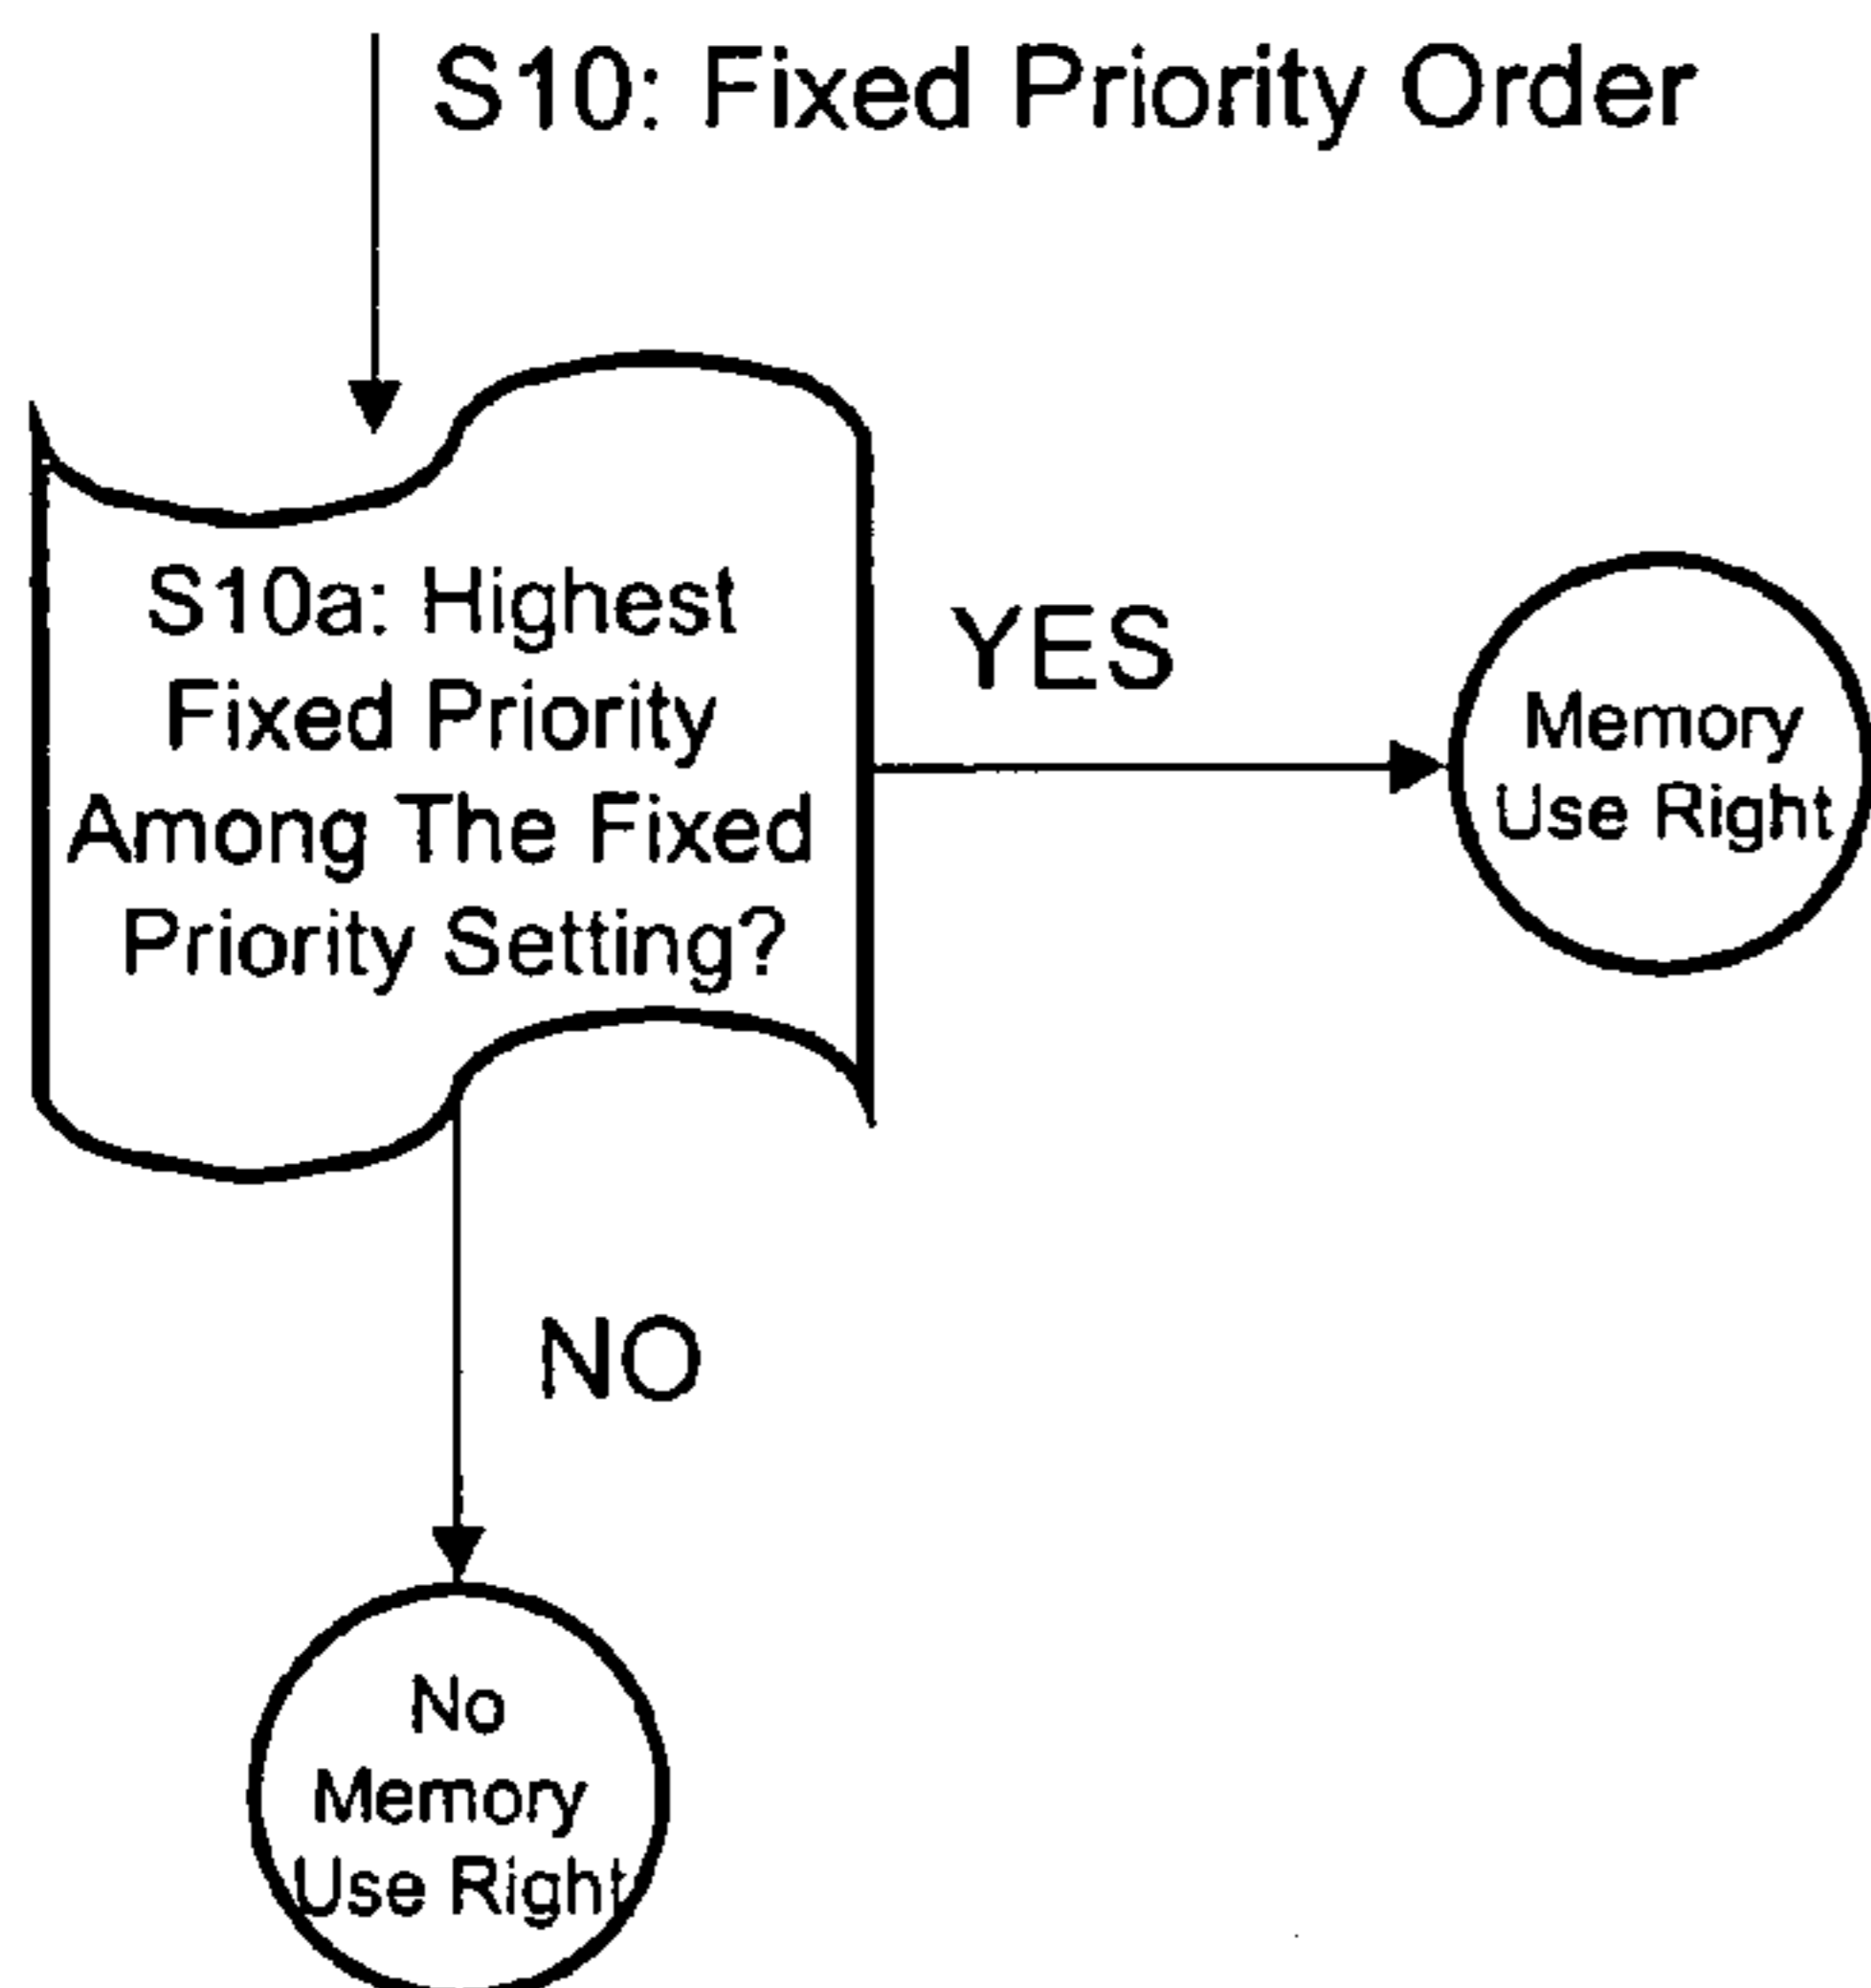 S10: Fixed Priority Order
S10a: Highest
Fixed Priority
Among The Fixed
Priority Setting?
YES
Memory
Use Right
NO
No
Memory
Use Right